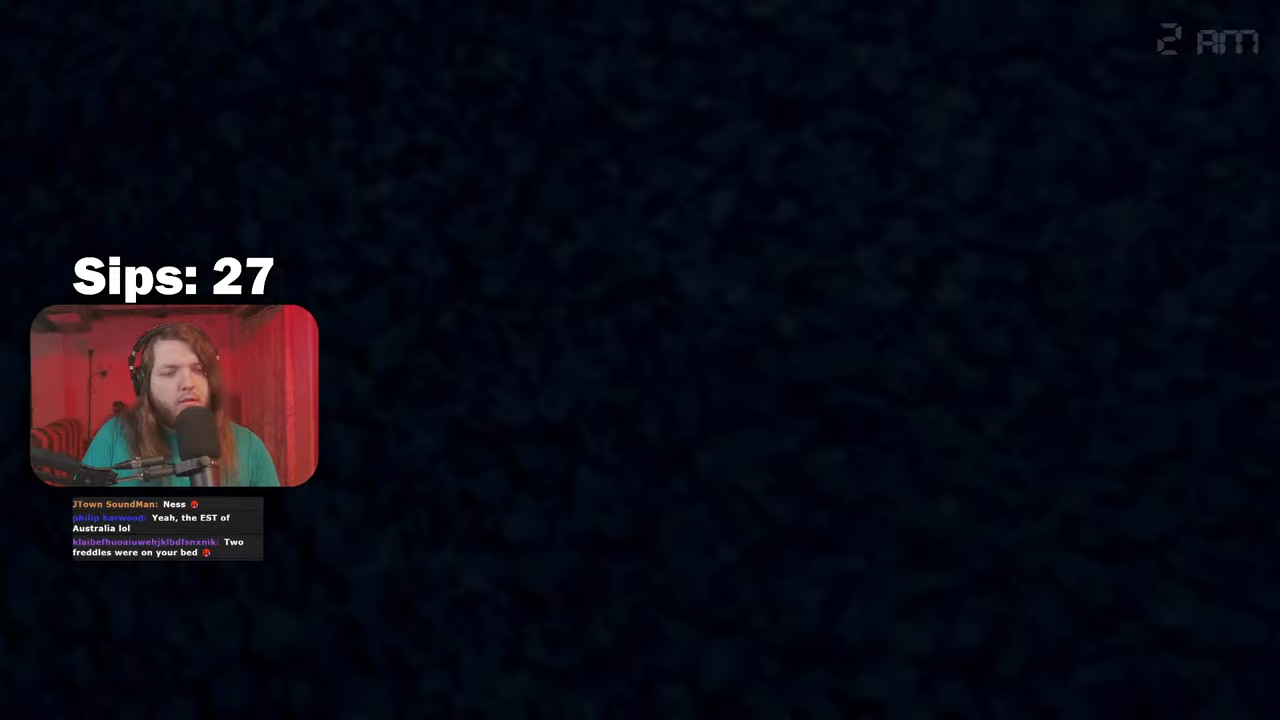 2 AM
Sips: 27
JTown SoundMan: Ness
philip harwood: Yeah, the EST of
Australia lol
klaibefhuoaiuwehjklbdfsnxnik: Two
freddles were on your bed